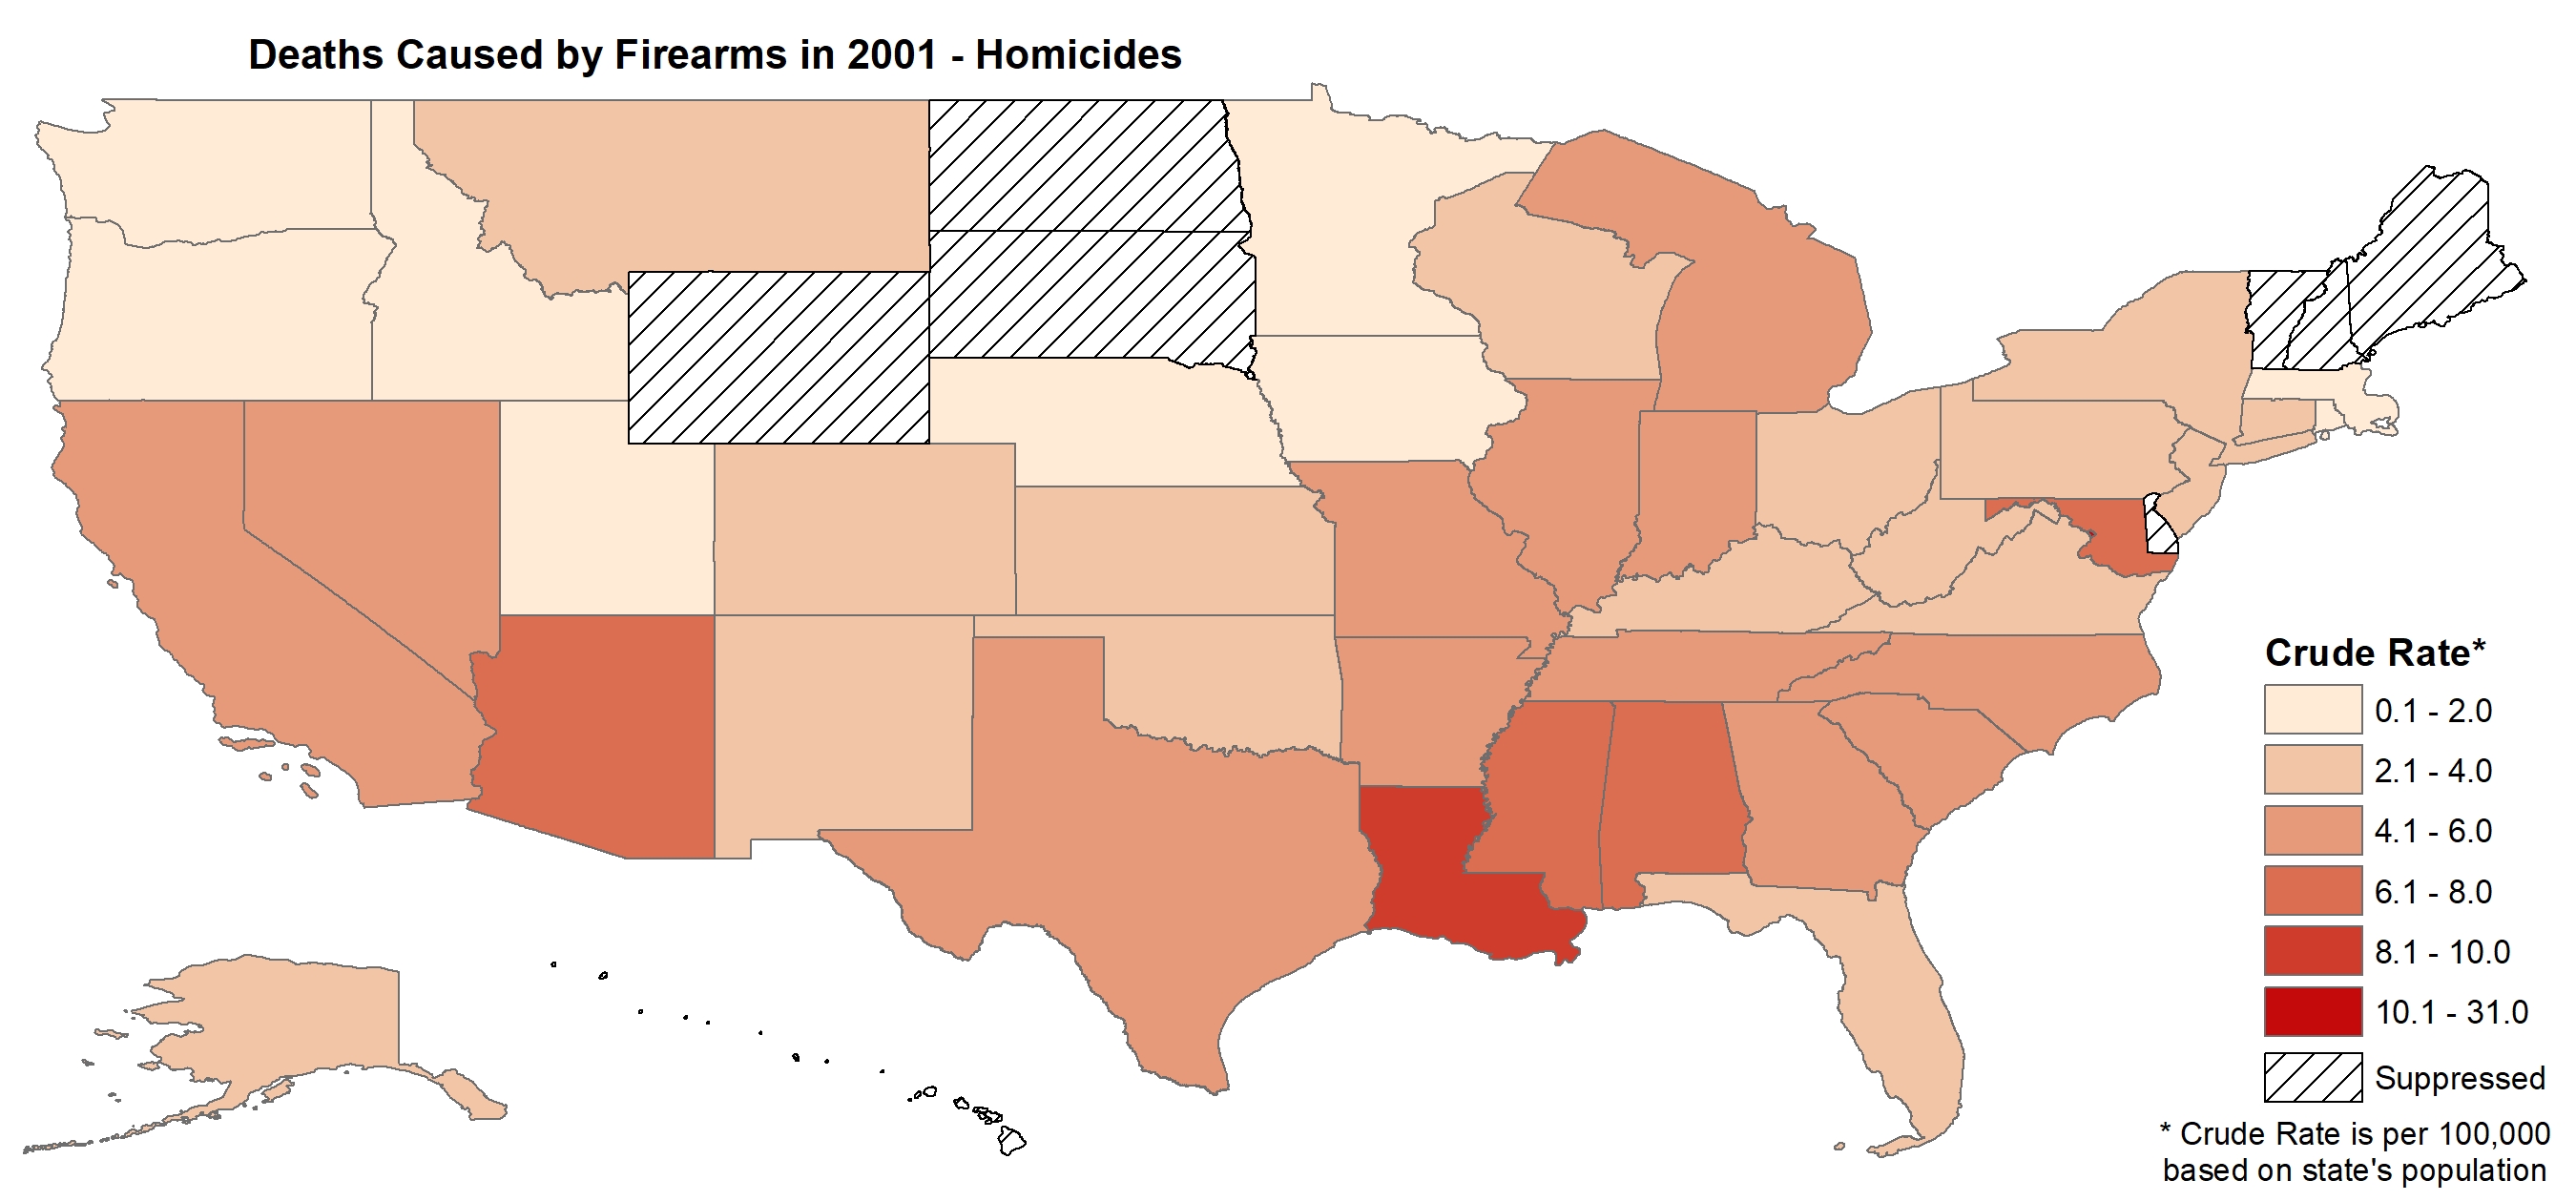 Deaths Caused by Firearms in 2001 - Homicides
Crude Rate*
0.1 - 2.0
2.1 - 4.0
4.1 - 6.0
6.1 - 8.0
8.1 - 10.0
10.1 - 31.0
Suppressed
* Crude Rate is per 100,000
based on state's population